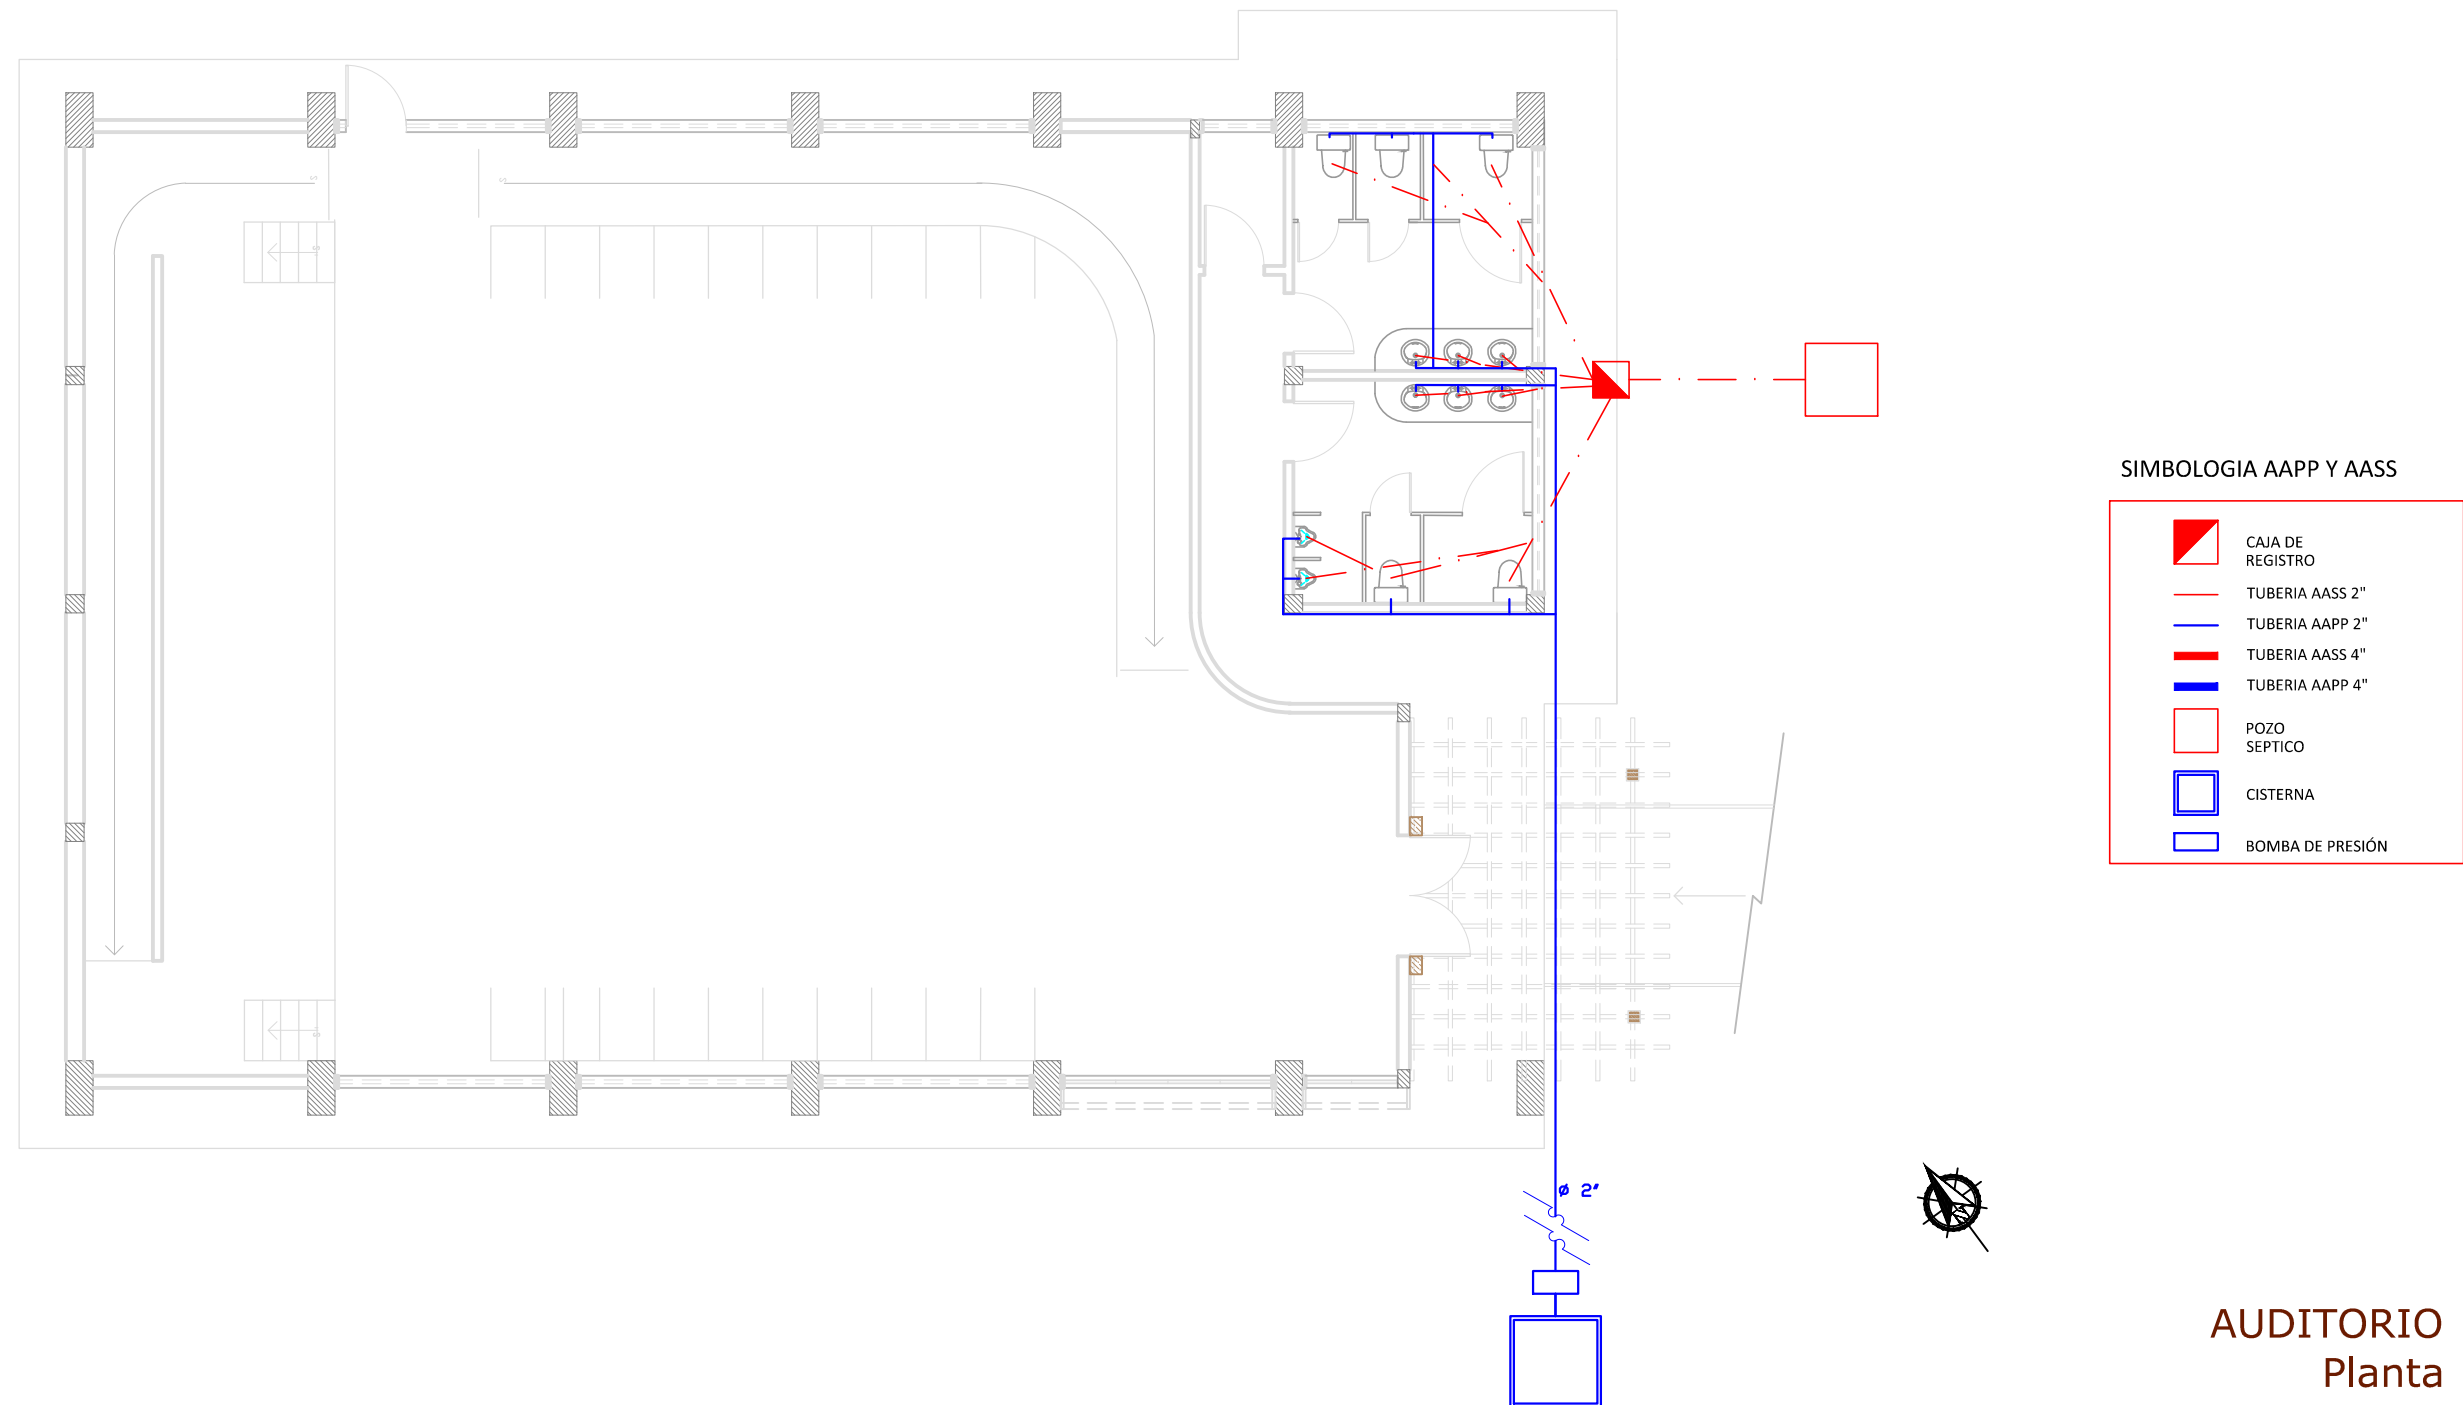 SIMBOLOGIA AAPP Y AASS
CAJA DE
REGISTRO
TUBERIA AASS 2"
TUBERIA AAPP 2"
TUBERIA AASS 4"
TUBERIA AAPP 4"
POZO
SEPTICO
CISTERNA
BOMBA DE PRESIÓN
ø 2"
AUDITORIO
Planta